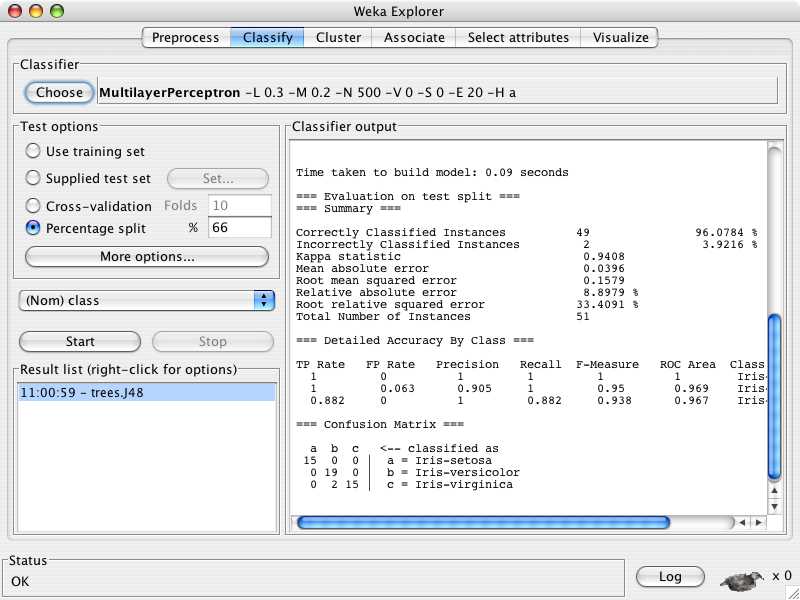 Weka Explorer
Preprocess Classify Cluster Associate Select attributes Visualize
Classifier
Choose MultilayerPerceptron -L 0.3 -M 0.2 -N 500 -V 0 -S 0 -E 20 -H a
Test options
Use training set
Supplied test set Set...
Cross-validation Folds 10
Percentage split % 66
More options...
(Nom) class
Start Stop
Result list (right-click for options)
11:00:59 - trees.J48
Classifier output
Time taken to build model: 0.09 seconds
=== Evaluation on test split ===
=== Summary ===
Correctly Classified Instances 49 96.0784 %
Incorrectly Classified Instances 2 3.9216 %
Kappa statistic 0.9408
Mean absolute error 0.0396
Root mean squared error 0.1579
Relative absolute error 8.8979 %
Root relative squared error 33.4091 %
Total Number of Instances 51
=== Detailed Accuracy By Class ===
TP Rate FP Rate Precision Recall F-Measure ROC Area Class
1 0 1 1 1 1 Iris-
1 0.063 0.905 1 0.95 0.969 Iris-
0.882 0 1 0.882 0.938 0.967 Iris-
=== Confusion Matrix ===
a b c <-- classified as
15 0 0 | a = Iris-setosa
0 19 0 | b = Iris-versicolor
0 2 15 | c = Iris-virginica
Status
OK
Log x 0